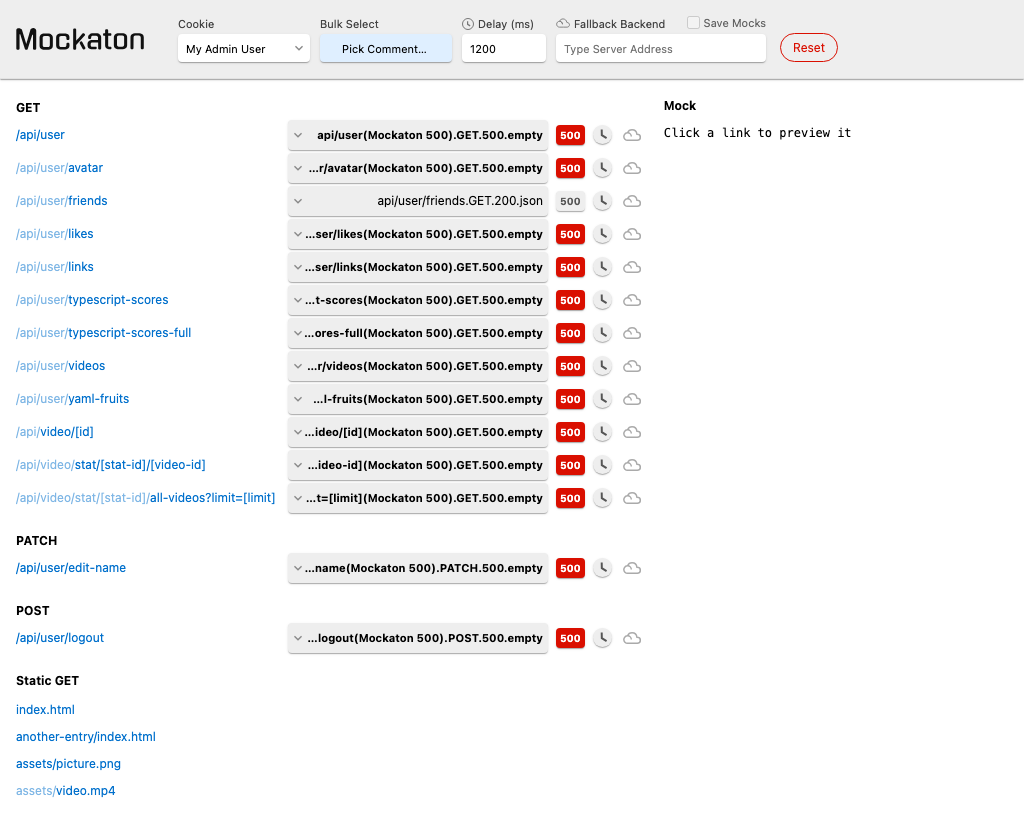 Mockaton
Cookie
My Admin User
Bulk Select
Pick Comment...
Delay (ms)
1200
Fallback Backend
Save Mocks
Type Server Address
Reset
GET
/api/user api/user(Mockaton 500).GET.500.empty 500
/api/user/avatar ...r/avatar(Mockaton 500).GET.500.empty 500
/api/user/friends api/user/friends.GET.200.json 500
/api/user/likes ...ser/likes(Mockaton 500).GET.500.empty 500
/api/user/links ...ser/links(Mockaton 500).GET.500.empty 500
/api/user/typescript-scores ...t-scores(Mockaton 500).GET.500.empty 500
/api/user/typescript-scores-full ...ores-full(Mockaton 500).GET.500.empty 500
/api/user/videos ...r/videos(Mockaton 500).GET.500.empty 500
/api/user/yaml-fruits ...l-fruits(Mockaton 500).GET.500.empty 500
/api/video/[id] ...ideo/[id](Mockaton 500).GET.500.empty 500
/api/video/stat/[stat-id]/[video-id] ...ideo-id](Mockaton 500).GET.500.empty 500
/api/video/stat/[stat-id]/all-videos?limit=[limit] ...t=[limit](Mockaton 500).GET.500.empty 500
PATCH
/api/user/edit-name ...name(Mockaton 500).PATCH.500.empty 500
POST
/api/user/logout ...logout(Mockaton 500).POST.500.empty 500
Static GET
index.html
another-entry/index.html
assets/picture.png
assets/video.mp4
Mock
Click a link to preview it